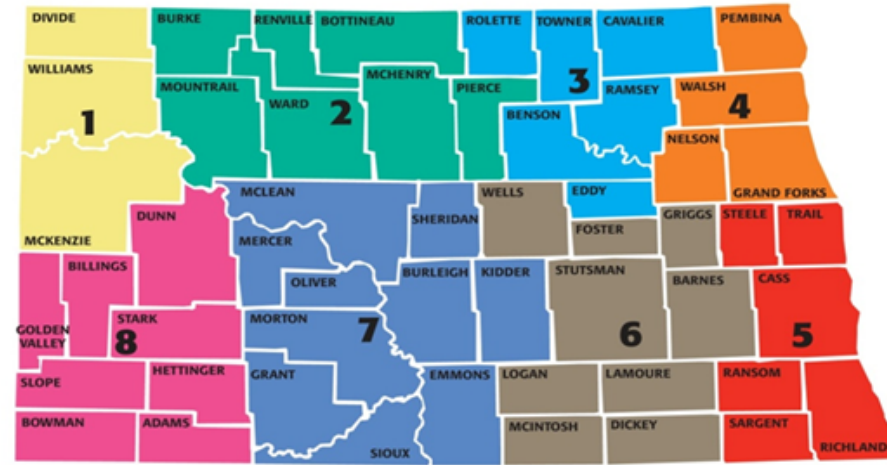 DIVIDE
BURKE
RENVILLE
BOTTINEAU
ROLETTE
TOWNER
CAVALIER
PEMBINA
WILLIAMS
MOUNTRAIL
WARD
MCHENRY
PIERCE
BENSON
RAMSEY
WALSH
1
2
3
4
NELSON
GRAND FORKS
MCKENZIE
DUNN
MCLEAN
SHERIDAN
WELLS
EDDY
FOSTER
GRIGGS
STEELE
TRAIL
MERCER
OLIVER
BURLEIGH
KIDDER
STUTSMAN
BARNES
CASS
BILLINGS
GOLDEN
VALLEY
STARK
MORTON
8
7
6
5
SLOPE
HETTINGER
GRANT
EMMONS
LOGAN
LAMOURE
RANSOM
BOWMAN
ADAMS
SIOUX
MCINTOSH
DICKEY
SARGENT
RICHLAND